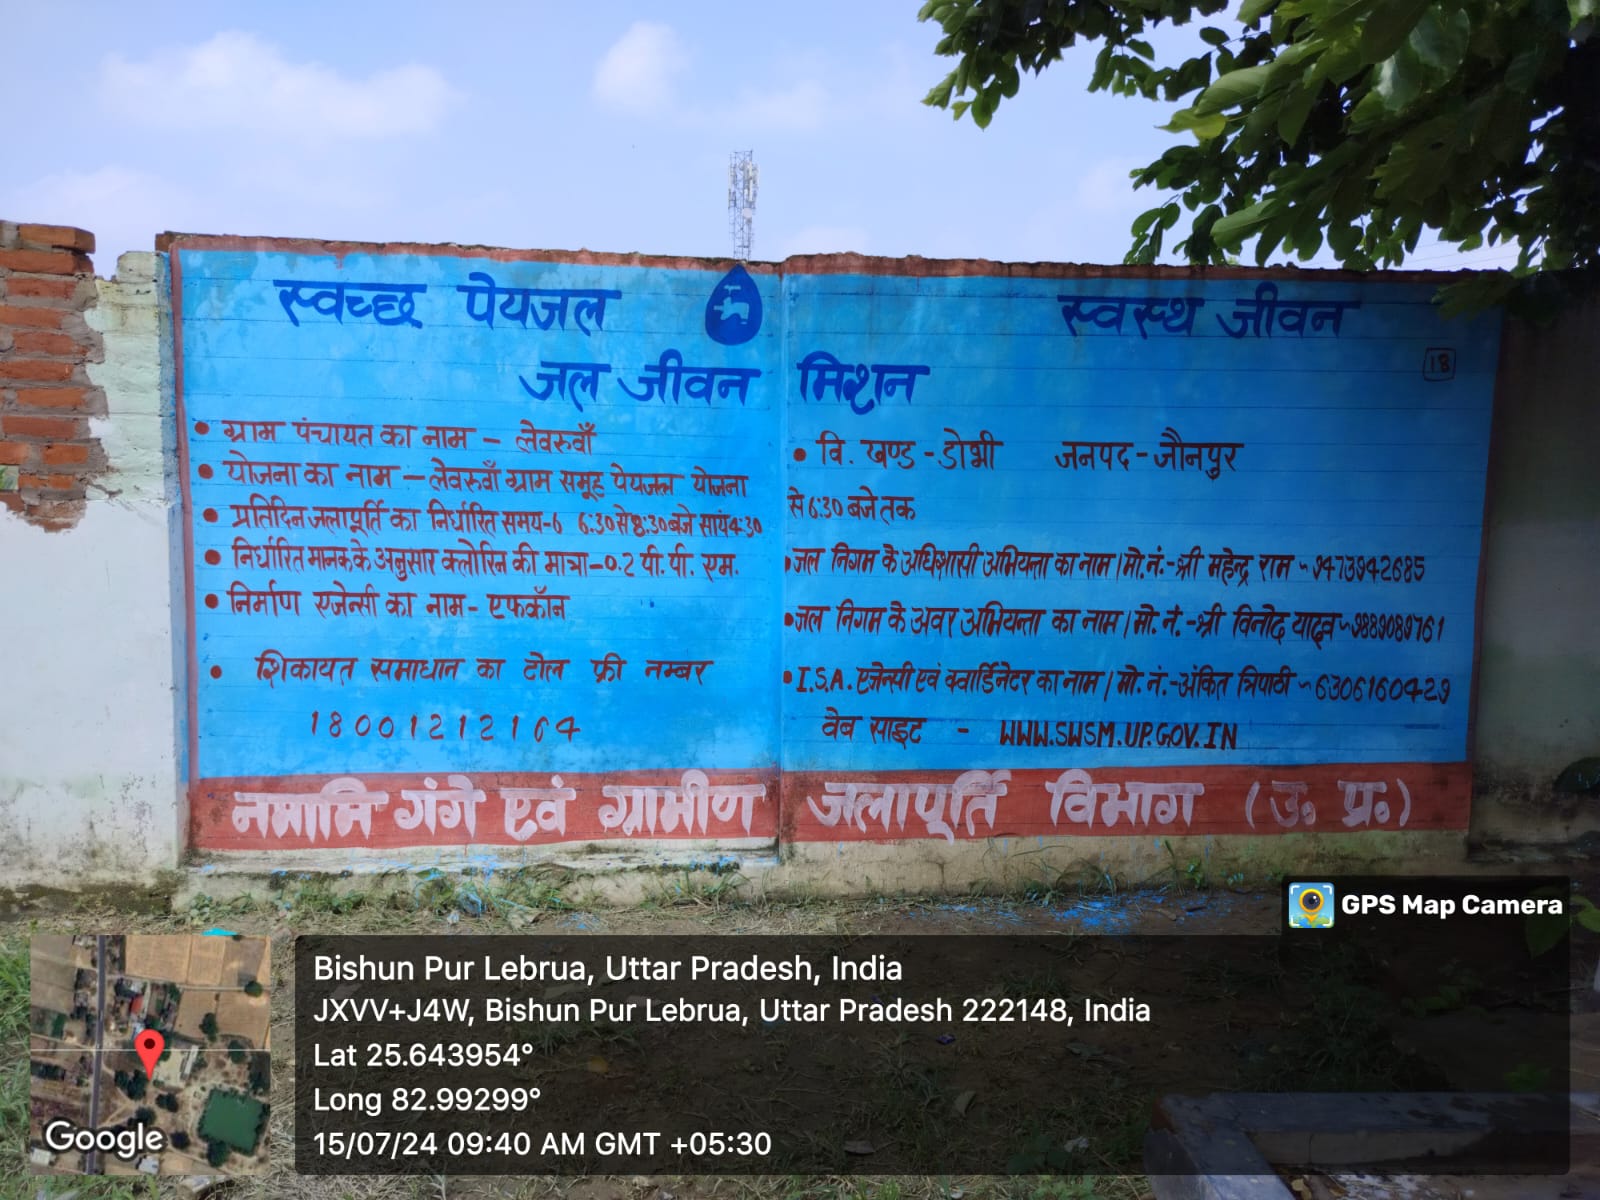 स्वच्छ पेयजल स्वस्थ जीवन
जल जीवन मिशन
18
• ग्राम पंचायत का नाम – लेवरुवाँ
• योजना का नाम – लेवरुवाँ ग्राम समूह पेयजल योजना
• प्रतिदिन जलापूर्ति का निर्धारित समय-6 6:30 से 8:30 बजे सायं 4:30
• निर्धारित मानक के अनुसार क्लोरिन की मात्रा – 0.2 पी. पी. एम.
• निर्माण एजेन्सी का नाम - एफकॉन
• शिकायत समाधान का टोल फ्री नम्बर
18001212164
• वि. खण्ड - डोभी जनपद - जौनपुर
से 6:30 बजे तक
• जल निगम के अधिशासी अभियन्ता का नाम / मो. नं. - श्री महेन्द्र राम ~ 9473942685
• जल निगम के अवर अभियन्ता का नाम / मो. नं. - श्री विनोद यादव ~ 9889089761
• I.S.A. एजेन्सी एवं क्वार्डिनेटर का नाम / मो. नं. - अंकित त्रिपाठी ~ 6306160429
वेब साइट - WWW.SWSM.UP.GOV.IN
नमामि गंगे एवं ग्रामीण जलापूर्ति विभाग (उ. प्र.)
GPS Map Camera
Bishun Pur Lebrua, Uttar Pradesh, India
JXVV+J4W, Bishun Pur Lebrua, Uttar Pradesh 222148, India
Lat 25.643954°
Long 82.99299°
15/07/24 09:40 AM GMT +05:30
Google